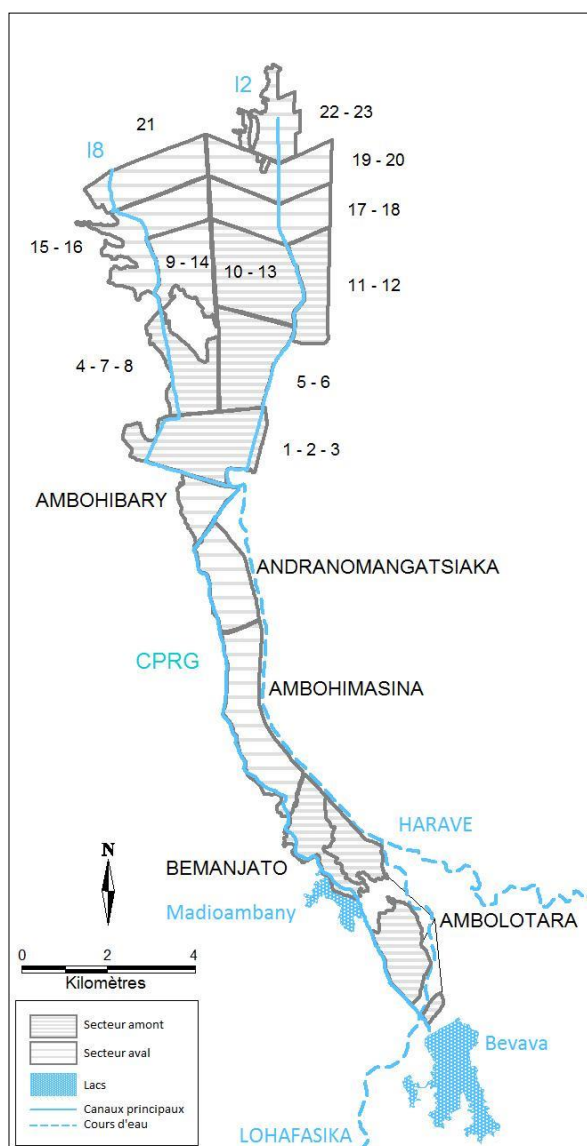 I2
22 - 23
21
I8
19 - 20
17 - 18
15 - 16
9 - 14
10 - 13
11 - 12
4 - 7 - 8
5 - 6
1 - 2 - 3
AMBOHIBARY
ANDRANOMANGATSIAKA
CPRG
AMBOHIMASINA
HARAVE
BEMANJATO
N
Madioambany
AMBOLOTARA
0 2 4
Kilomètres
Secteur amont
Secteur aval
Lacs
Canaux principaux
Cours d'eau
Bevava
LOHAFASIKA